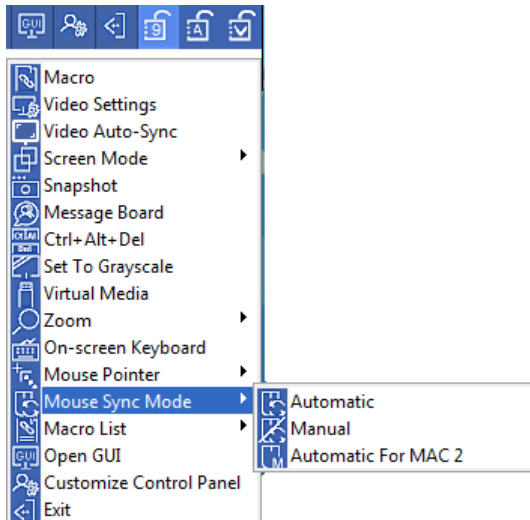 GUI
9
A
Macro
Video Settings
Video Auto-Sync
Screen Mode
Snapshot
Message Board
Ctrl+Alt+Del
Set To Grayscale
Virtual Media
Zoom
On-screen Keyboard
Mouse Pointer
Mouse Sync Mode
Automatic
Macro List
Manual
GUI Open GUI
M Automatic For MAC 2
Customize Control Panel
Exit